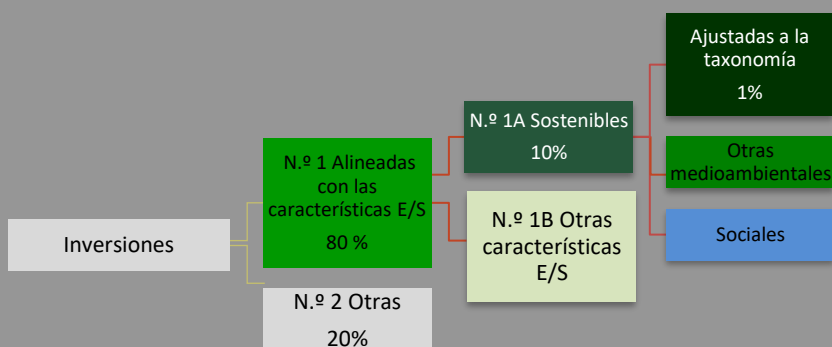 Inversiones
N.º 1 Alineadas
con las
características E/S
80 %
N.º 2 Otras
20%
N.º 1A Sostenibles
10%
N.º 1B Otras
características
E/S
Ajustadas a la
taxonomía
1%
Otras
medioambientales
Sociales